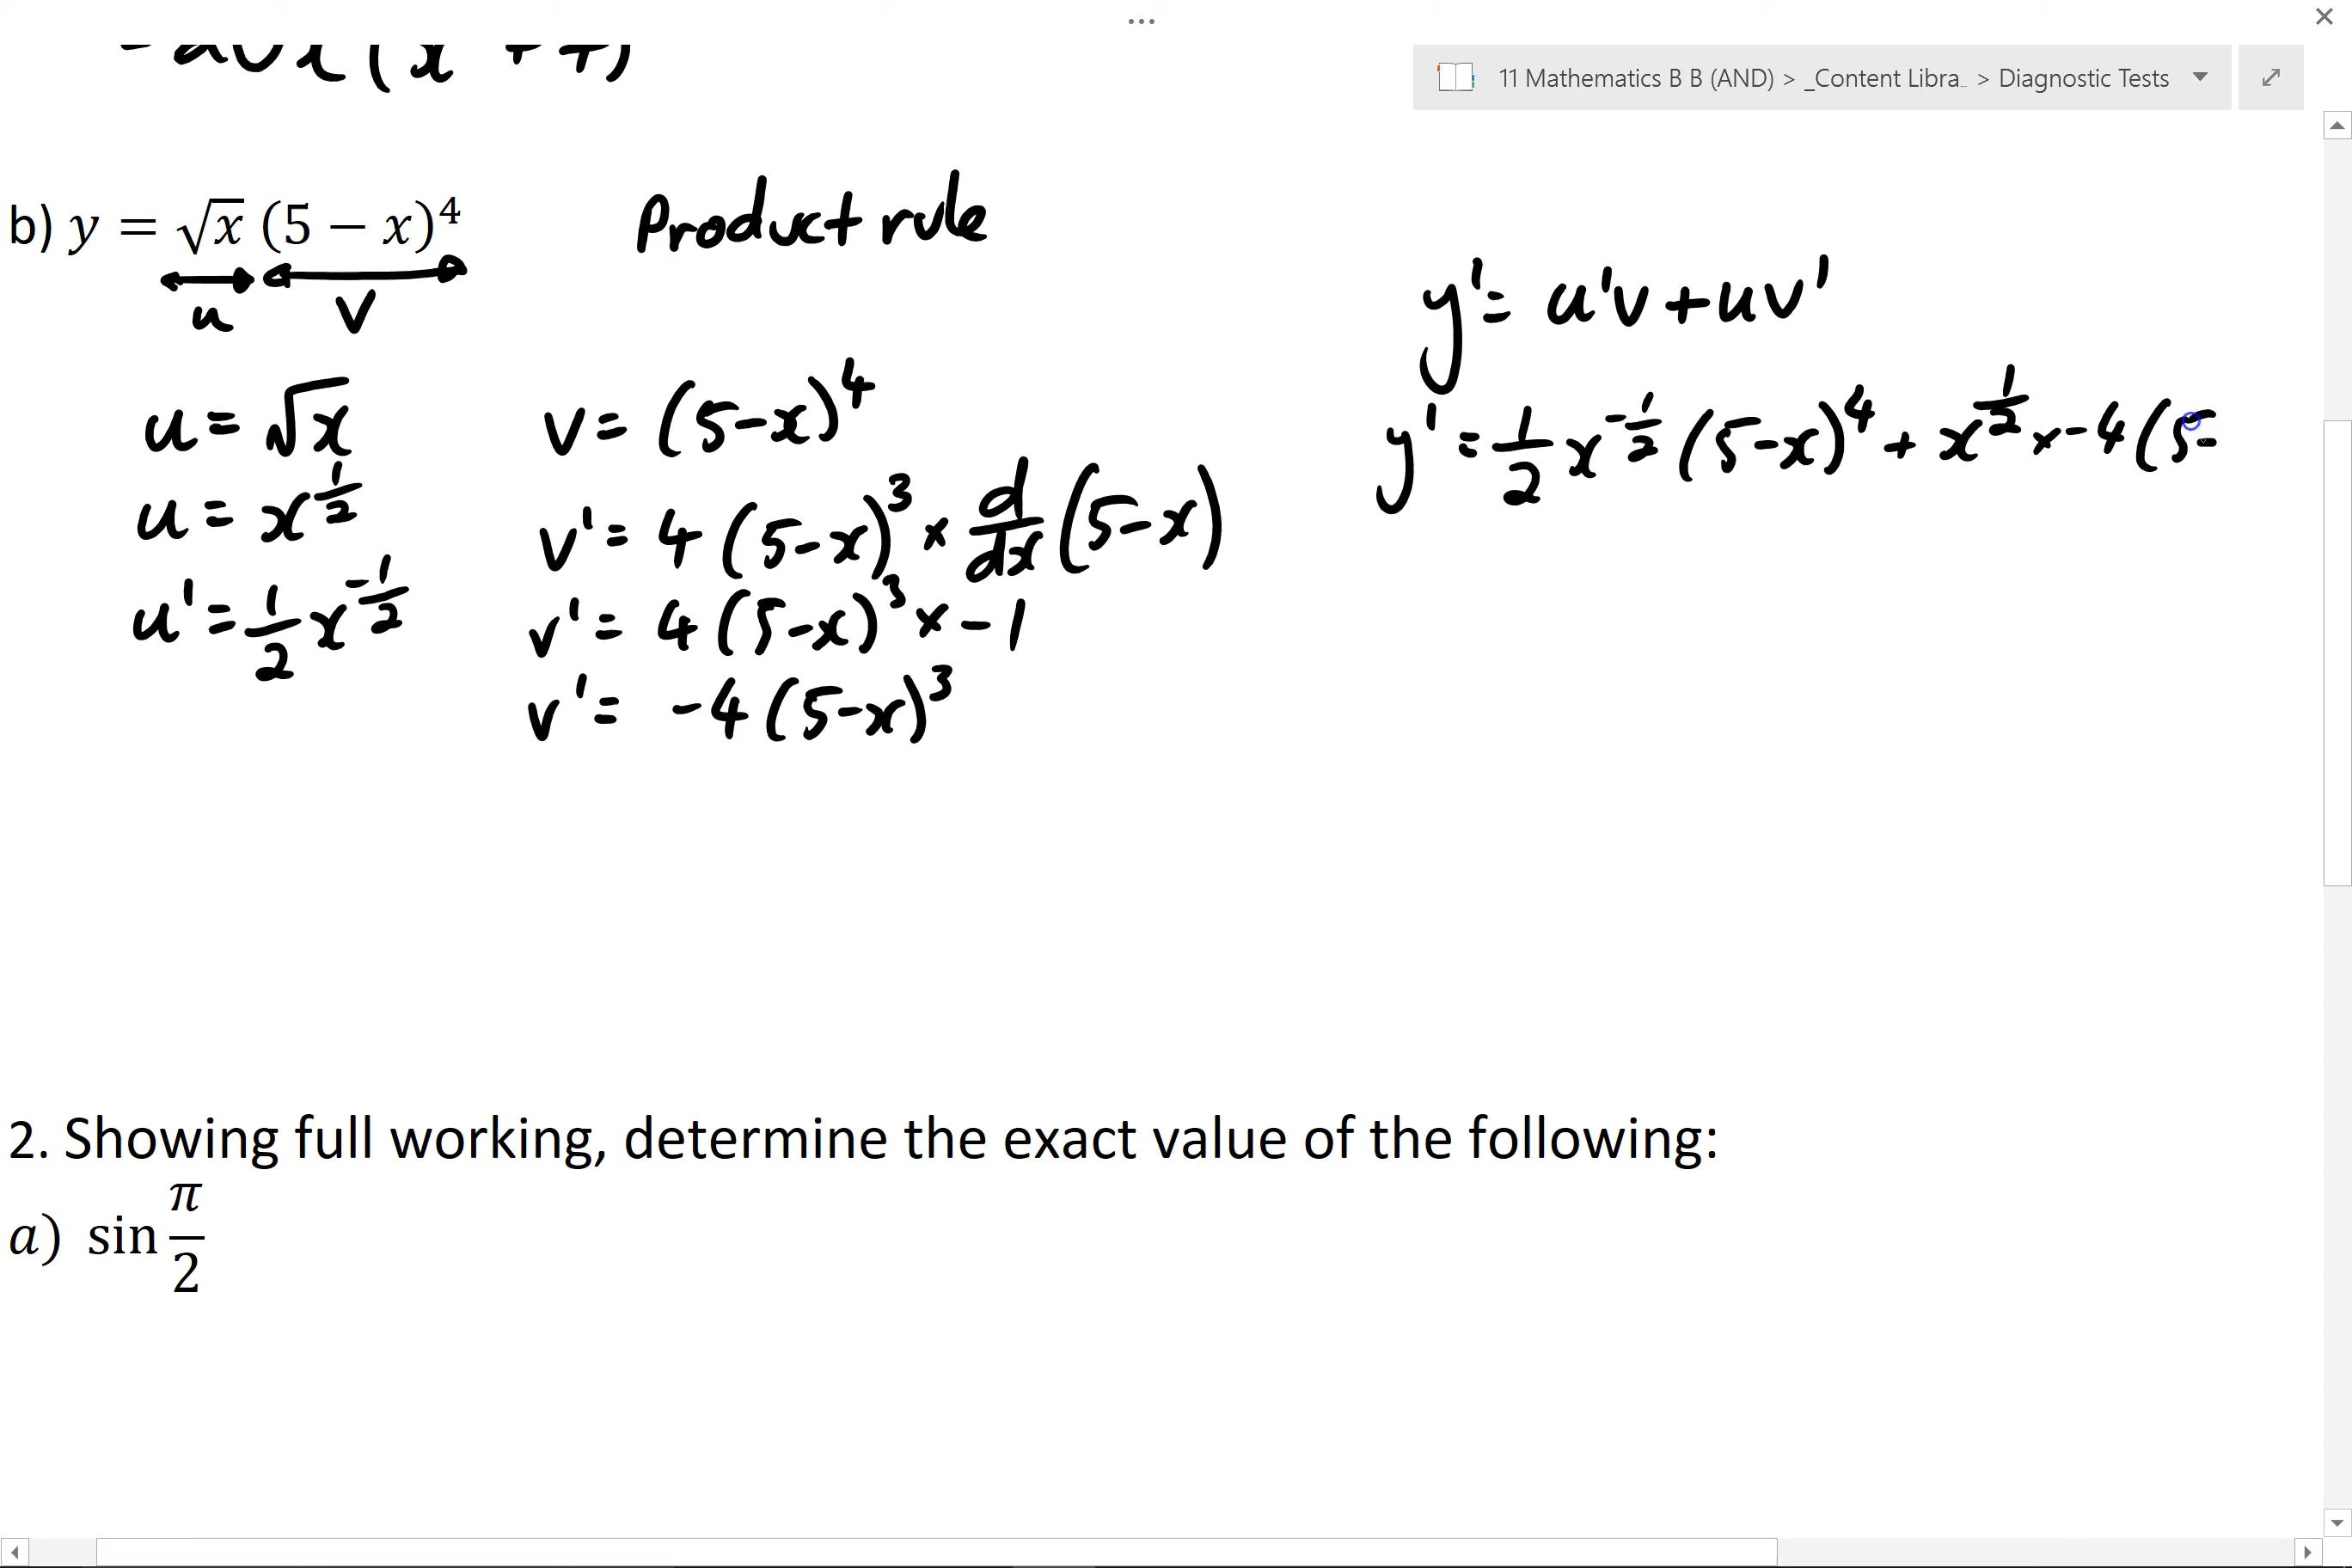 11 Mathematics B B (AND) > _Content Libra... > Diagnostic Tests
b) y = √x (5 − x)⁴
Product rule
u
v
u = √x
u = x^(1/2)
u' = 1/2 x^(-1/2)
v = (5-x)⁴
v' = 4(5-x)³ × d/dx (5-x)
v' = 4(5-x)³ × -1
v' = -4(5-x)³
y' = u'v + uv'
y' = 1/2 x^(-1/2) (5-x)⁴ + x^(1/2) × -4(5-
2. Showing full working, determine the exact value of the following:
a) sin π/2